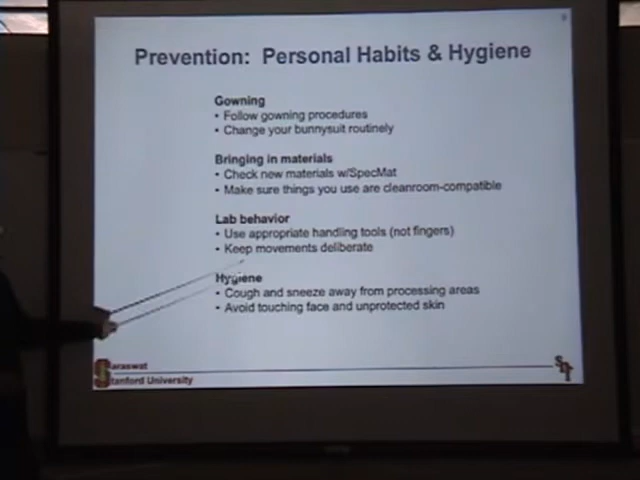 Prevention: Personal Habits & Hygiene
Gowning
• Follow gowning procedures
• Change your bunnysuit routinely
Bringing in materials
• Check new materials w/SpecMat
• Make sure things you use are cleanroom-compatible
Lab behavior
• Use appropriate handling tools (not fingers)
• Keep movements deliberate
Hygiene
• Cough and sneeze away from processing areas
• Avoid touching face and unprotected skin
Saraswat
Stanford University